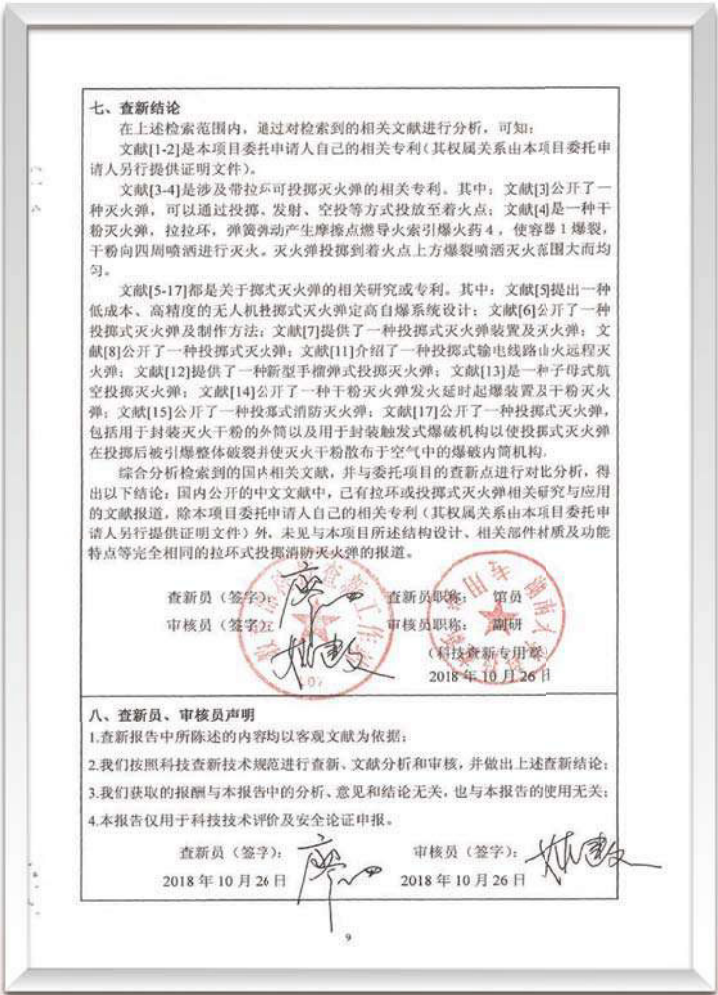 七、查新结论
在上述检索范围内，通过对检索到的相关文献进行分析，可知：
文献[1-2]是本项目委托申请人自己的相关专利（其权属关系由本项目委托申
请人另行提供证明文件）。
文献[3-4]是涉及带拉环可投掷灭火弹的相关专利。其中：文献[3]公开了一
种灭火弹，可以通过投掷、发射、空投等方式投放至着火点；文献[4]是一种干
粉灭火弹，拉拉环，弹簧弹动产生摩擦点燃导火索引爆火药4，使容器1爆裂，
干粉向四周喷洒进行灭火。灭火弹投掷到着火点上方爆裂喷洒灭火范围大而均
匀。
文献[5-17]都是关于掷式灭火弹的相关研究或专利。其中：文献[5]提出一种
低成本、高精度的无人机投掷式灭火弹定高自爆系统设计；文献[6]公开了一种
投掷式灭火弹及制作方法；文献[7]提供了一种投掷式灭火弹装置及灭火弹；文
献[8]公开了一种投掷式灭火弹；文献[11]介绍了一种投掷式输电线路山火远程灭
火弹；文献[12]提供了一种新型手榴弹式投掷灭火弹；文献[13]是一种子母式航
空投掷灭火弹；文献[14]公开了一种干粉灭火弹发火延时起爆装置及干粉灭火
弹；文献[15]公开了一种投掷式消防灭火弹；文献[17]公开了一种投掷式灭火弹，
包括用于封装灭火干粉的外筒以及用于封装触发式爆破机构以使投掷式灭火弹
在投掷后被引爆整体破裂并使灭火干粉散布于空气中的爆破内筒机构。
综合分析检索到的国内相关文献，并与委托项目的查新点进行对比分析，得
出以下结论：国内公开的中文文献中，已有拉环或投掷式灭火弹相关研究与应用
的文献报道，除本项目委托申请人自己的相关专利（其权属关系由本项目委托申
请人另行提供证明文件）外，未见与本项目所述结构设计、相关部件材质及功能
特点等完全相同的拉环式投掷消防灭火弹的报道。
查新员（签字）： 查新员职称： 馆员
审核员（签字）： 审核员职称： 副研
（科技查新专用章）
2018年10月26日
八、查新员、审核员声明
1.查新报告中所陈述的内容均以客观文献为依据；
2.我们按照科技查新技术规范进行查新、文献分析和审核，并做出上述查新结论；
3.我们获取的报酬与本报告中的分析、意见和结论无关，也与本报告的使用无关；
4.本报告仅用于科技技术评价及安全论证申报。
查新员（签字）： 审核员（签字）：
2018年10月26日 2018年10月26日
9